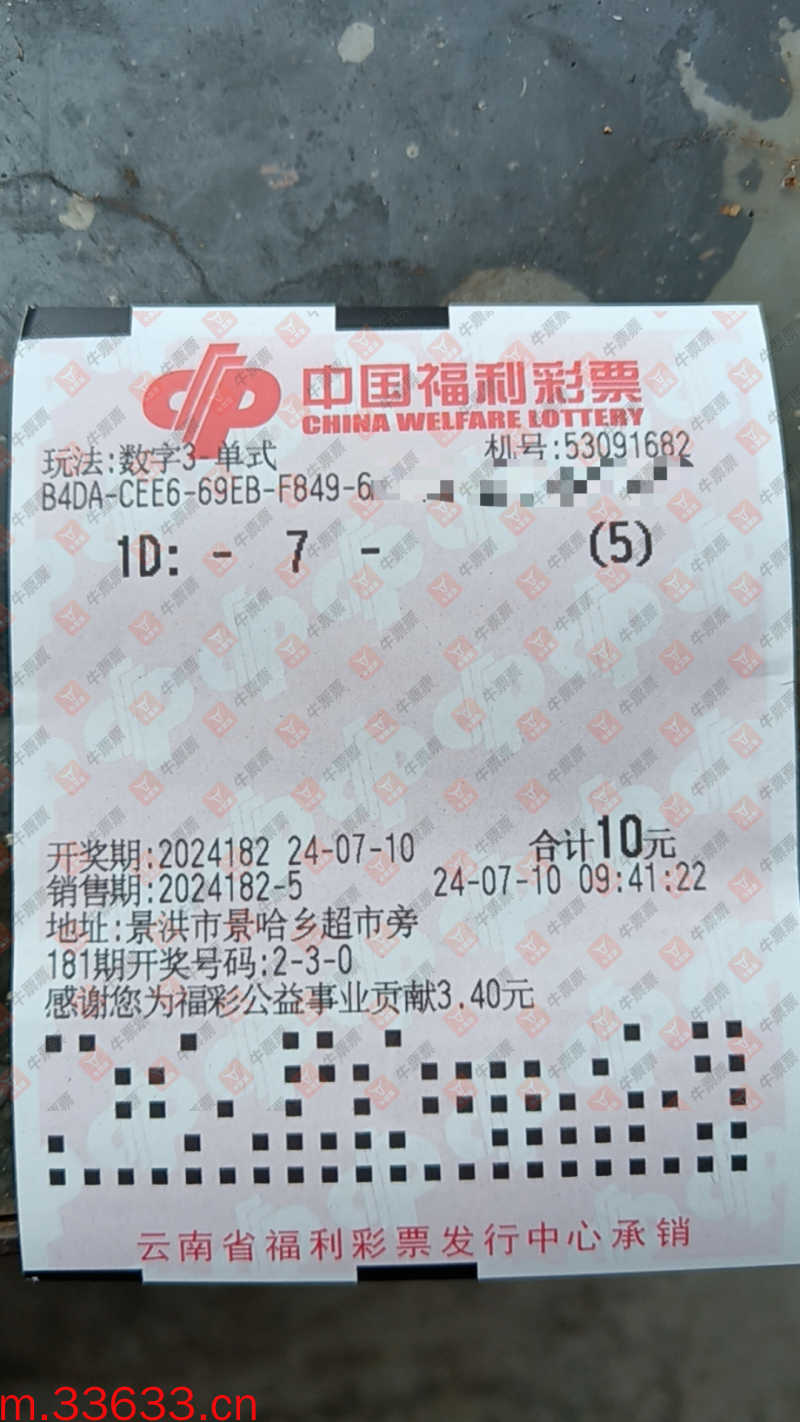 中国福利彩票
CHINA WELFARE LOTTERY
玩法:数字3-单式 机号:53091682
B4DA-CEE6-69EB-F849-6
1D: - 7 - (5)
开奖期:2024182 24-07-10 合计10元
销售期:2024182-5 24-07-10 09:41:22
地址:景洪市景哈乡超市旁
181期开奖号码:2-3-0
感谢您为福彩公益事业贡献3.40元
云南省福利彩票发行中心承销
牛票票
m.33633.cn